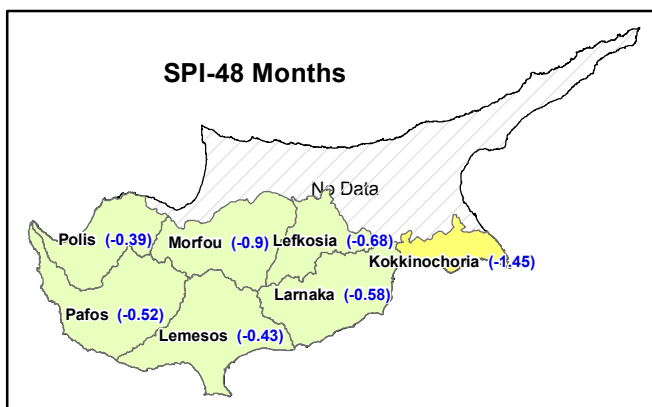 SPI-48 Months
No Data
Polis (-0.39)
Morfou (-0.9)
Lefkosia (-0.68)
Kokkinochoria (-1.45)
Larnaka (-0.58)
Pafos (-0.52)
Lemesos (-0.43)